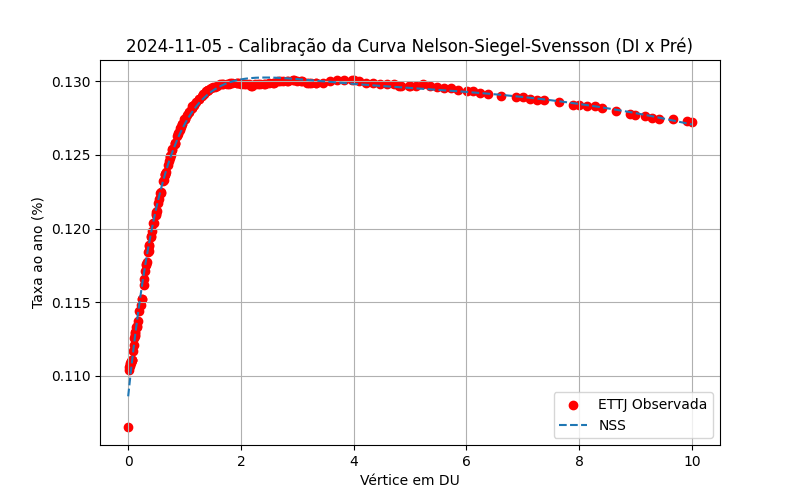 2024-11-05 - Calibração da Curva Nelson-Siegel-Svensson (DI x Pré)
Taxa ao ano (%)
0.130
0.125
0.120
0.115
0.110
ETTJ Observada
NSS
0 2 4 6 8 10
Vértice em DU